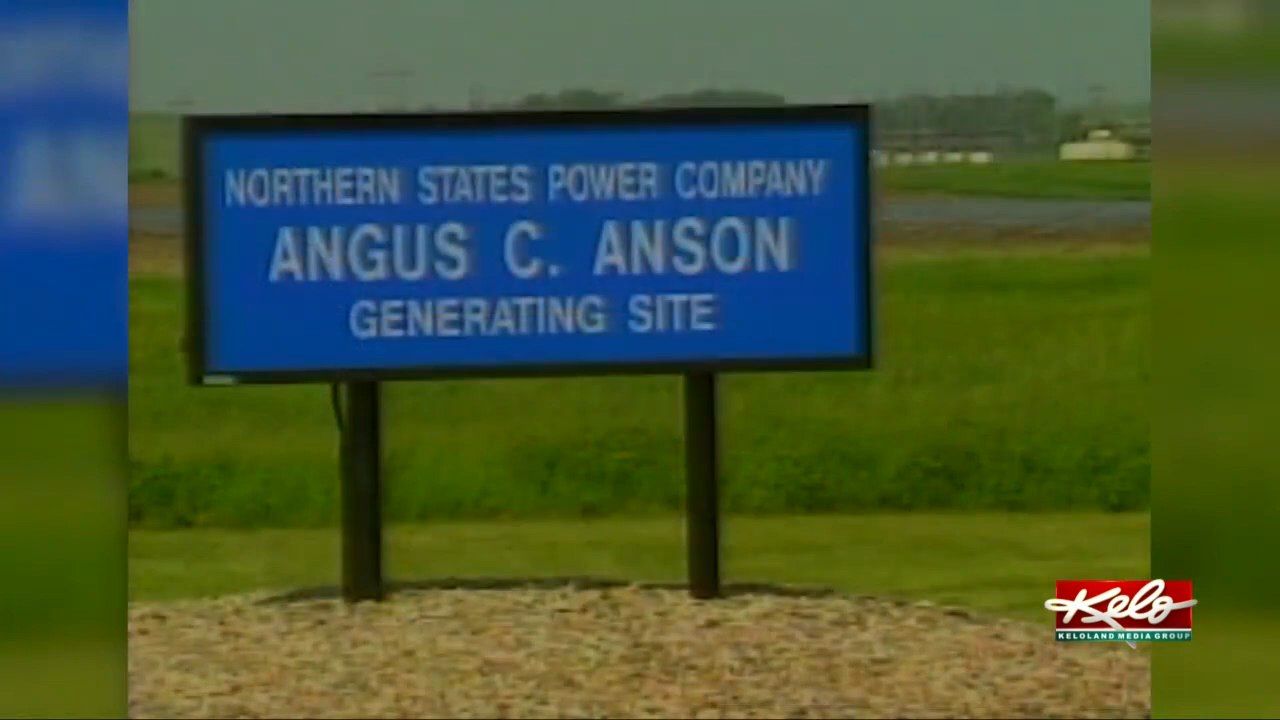 NORTHERN STATES POWER COMPANY
ANGUS C. ANSON
GENERATING SITE
Kelo
KELOLAND MEDIA GROUP